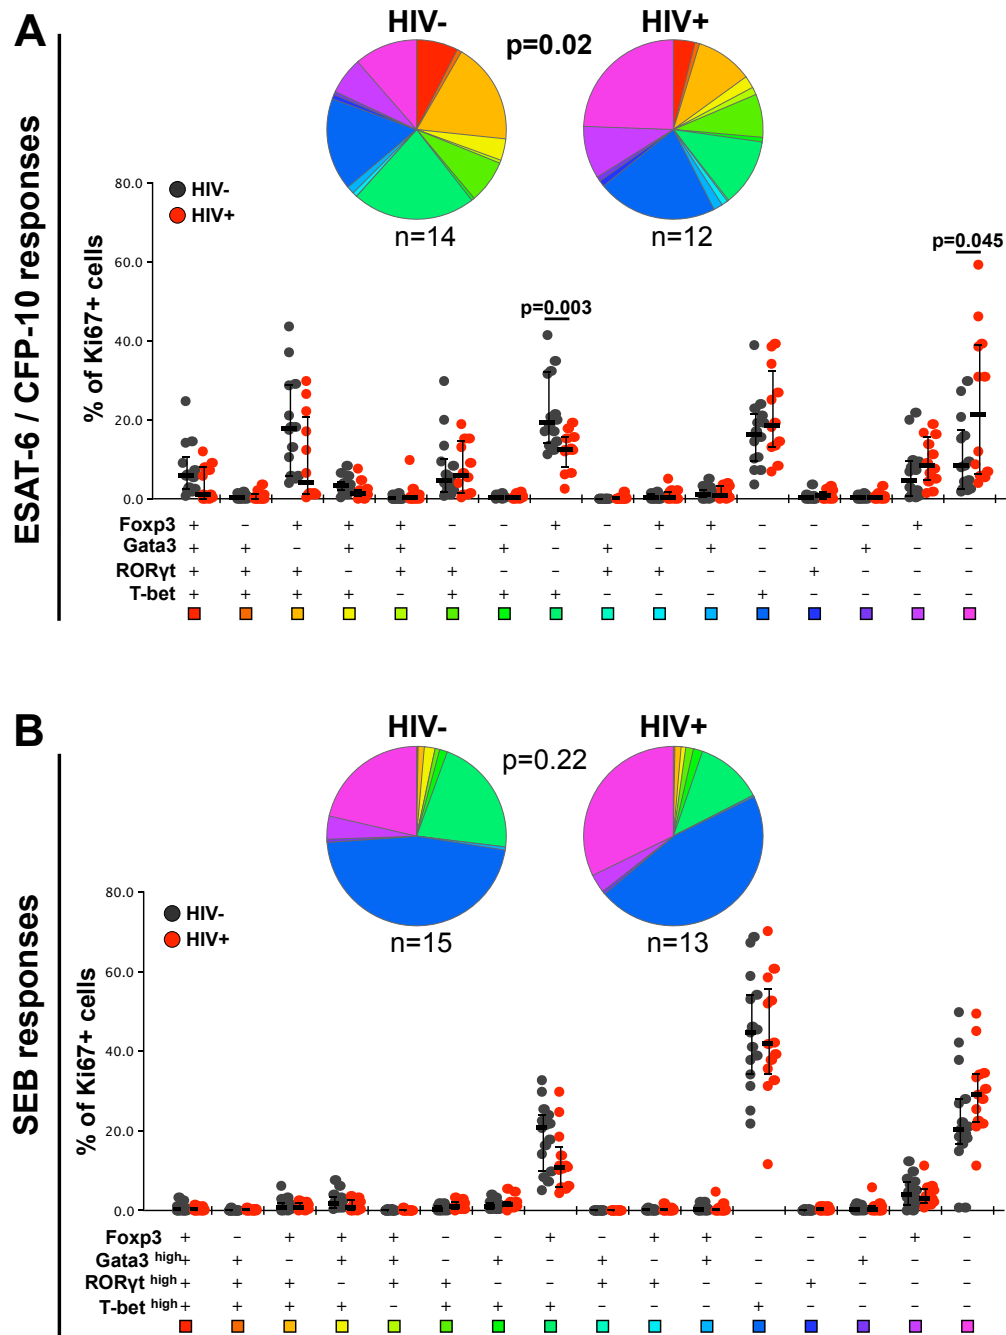 A
HIV-
HIV+
p=0.02
n=14
n=12
ESAT-6 / CFP-10 responses
% of Ki67+ cells
80.0
60.0
40.0
20.0
0.0
HIV-
HIV+
p=0.003
p=0.045
Foxp3 + – + + + – – + – + + – – – + –
Gata3 + + – + + – + – + – + – – + – –
RORγt + + + – + + – – + + – – + – – –
T-bet + + + + – + + + – – – + – – – –
B
HIV-
HIV+
p=0.22
n=15
n=13
SEB responses
% of Ki67+ cells
80.0
60.0
40.0
20.0
0.0
HIV-
HIV+
Foxp3 + – + + + – – + – + + – – – + –
Gata3 high + + – + + – + – + – + – – + – –
RORγt high + + + – + + – – + + – – + – – –
T-bet high + + + + – + + + – – – + – – – –